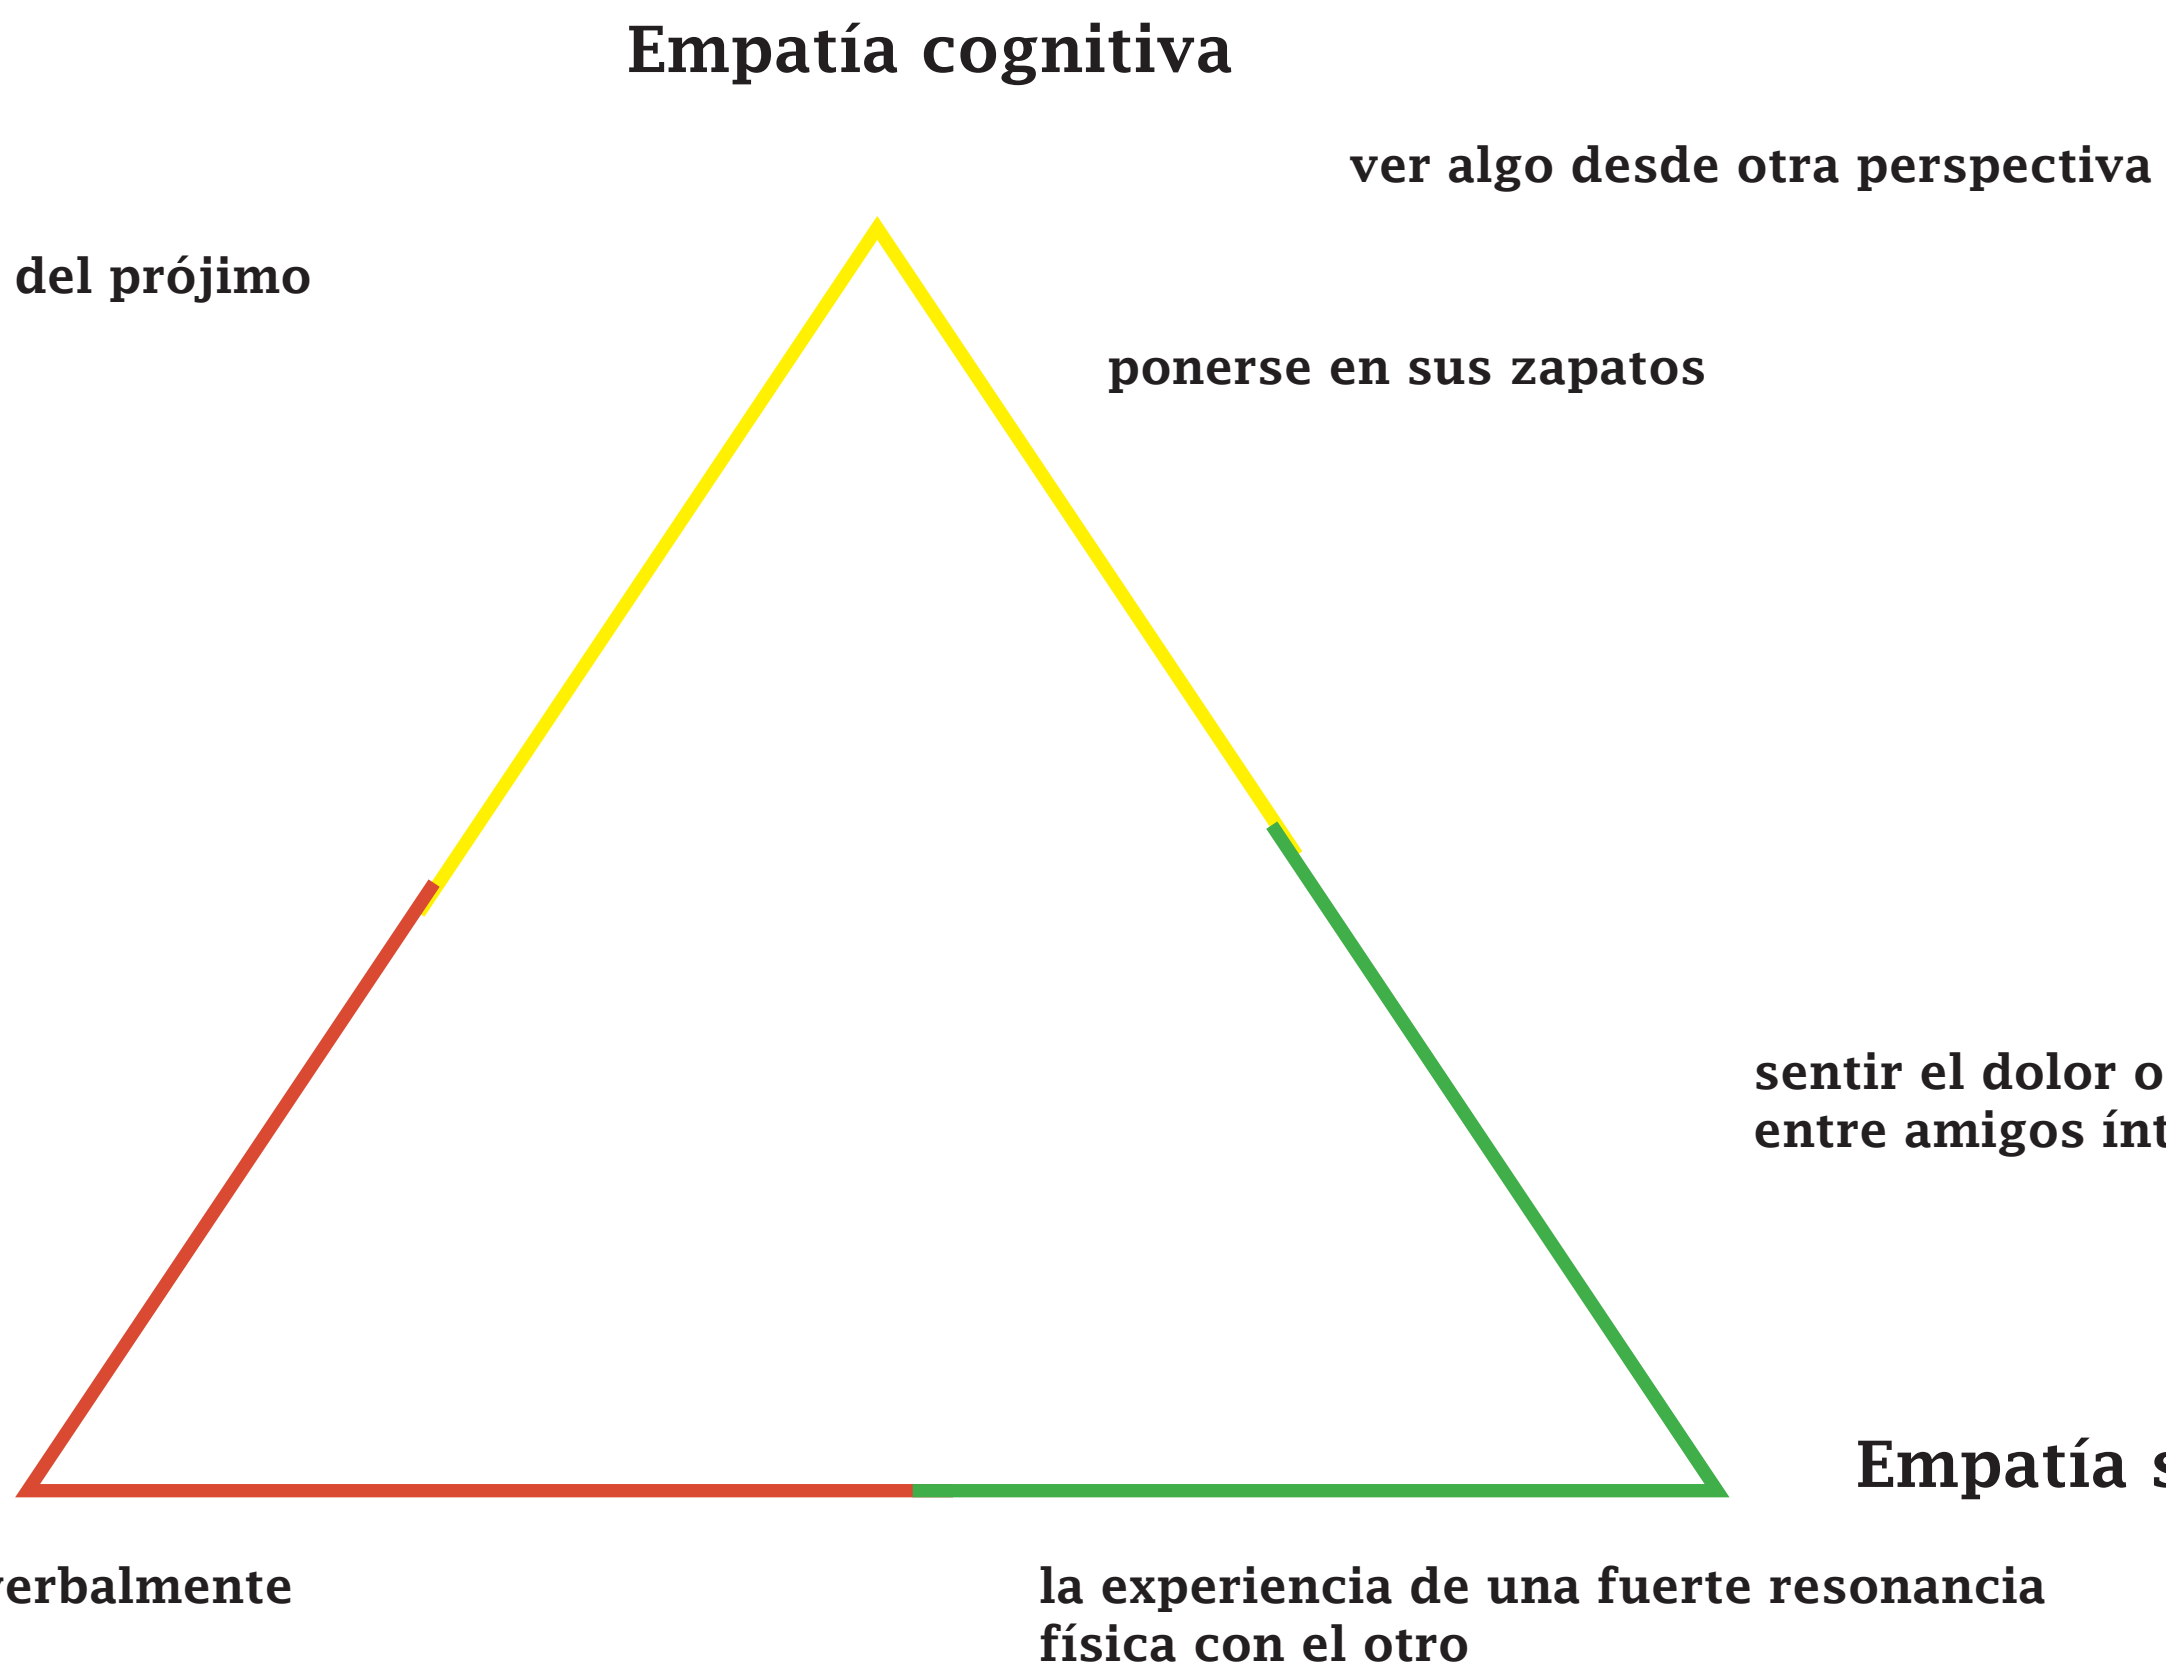 Empatía cognitiva
ver algo desde otra perspectiva
del prójimo
ponerse en sus zapatos
sentir el dolor o
entre amigos
Empatía
verbalmente
la experiencia de una fuerte resonancia
física con el otro